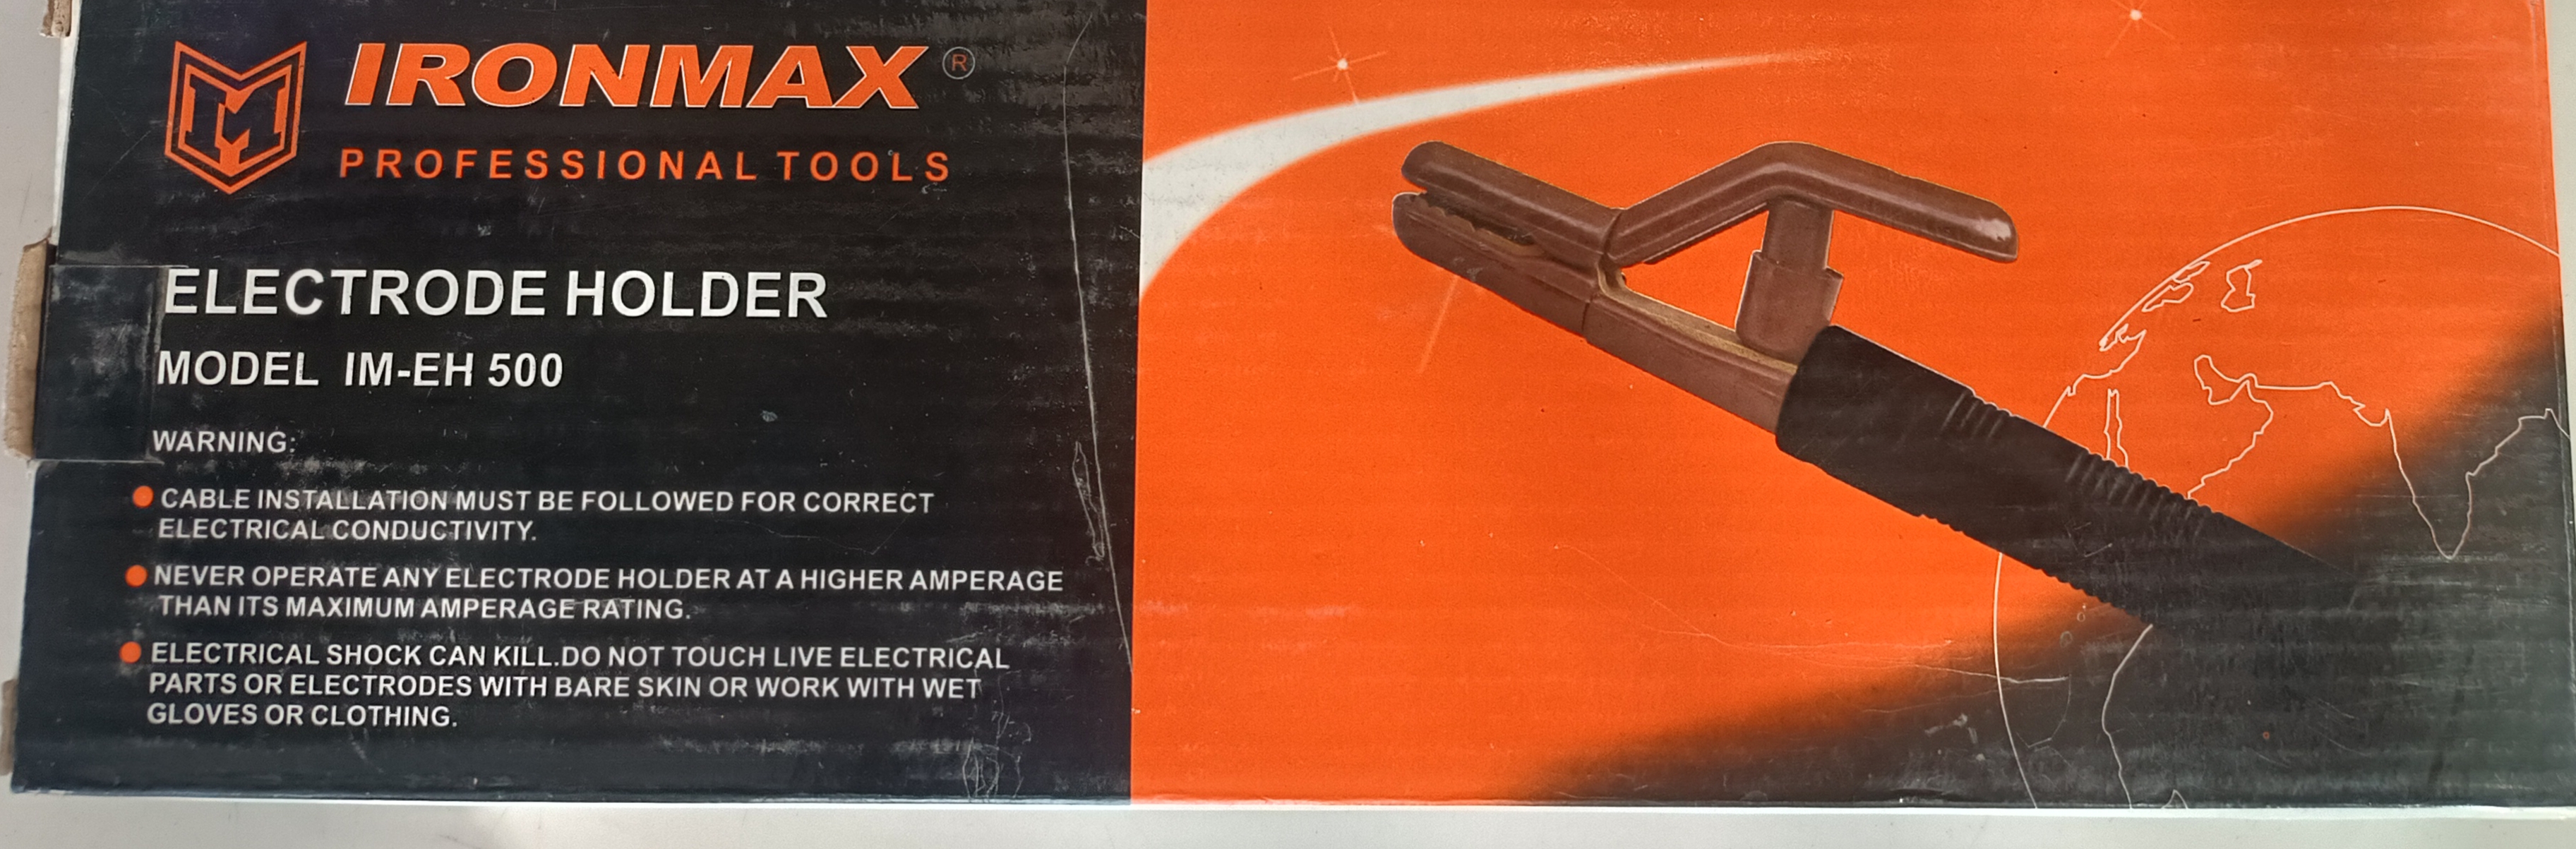 IRONMAX ®
PROFESSIONAL TOOLS
ELECTRODE HOLDER
MODEL IM-EH 500
WARNING:
● CABLE INSTALLATION MUST BE FOLLOWED FOR CORRECT
ELECTRICAL CONDUCTIVITY.
● NEVER OPERATE ANY ELECTRODE HOLDER AT A HIGHER AMPERAGE
THAN ITS MAXIMUM AMPERAGE RATING.
● ELECTRICAL SHOCK CAN KILL.DO NOT TOUCH LIVE ELECTRICAL
PARTS OR ELECTRODES WITH BARE SKIN OR WORK WITH WET
GLOVES OR CLOTHING.